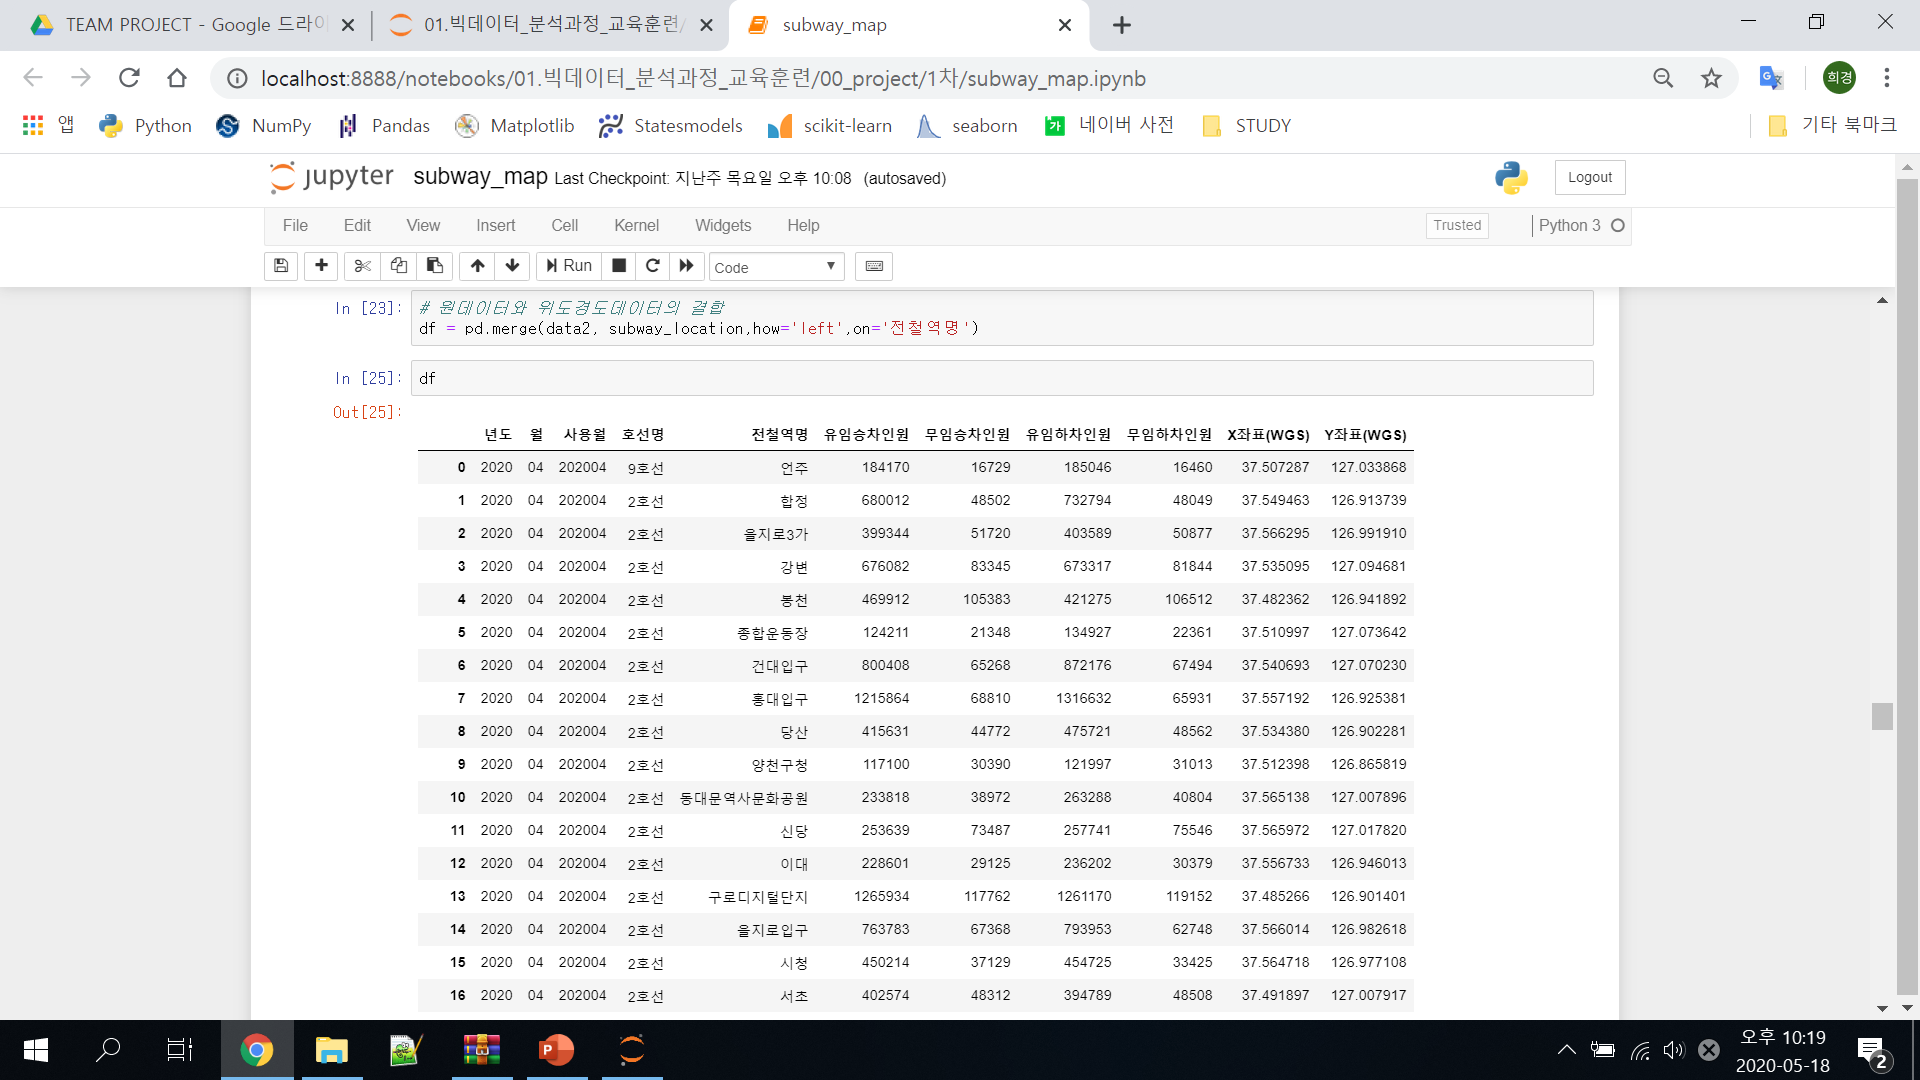 TEAM PROJECT - Google 드라이 01.빅데이터_분석과정_교육훈련/ subway_map
localhost:8888/notebooks/01.빅데이터_분석과정_교육훈련/00_project/1차/subway_map.ipynb 희경
앱 Python NumPy Pandas Matplotlib Statesmodels scikit-learn seaborn 가 네이버 사전 STUDY 기타 북마크
jupyter subway_map Last Checkpoint: 지난주 목요일 오후 10:08 (autosaved) Logout
File Edit View Insert Cell Kernel Widgets Help Trusted Python 3
Run Code
In [23]: # 원데이터와 위도경도데이터의 결합
df = pd.merge(data2, subway_location,how='left',on='전철역명')
In [25]: df
Out[25]:
년도 월 사용월 호선명 전철역명 유임승차인원 무임승차인원 유임하차인원 무임하차인원 X좌표(WGS) Y좌표(WGS)
0 2020 04 202004 9호선 언주 184170 16729 185046 16460 37.507287 127.033868
1 2020 04 202004 2호선 합정 680012 48502 732794 48049 37.549463 126.913739
2 2020 04 202004 2호선 을지로3가 399344 51720 403589 50877 37.566295 126.991910
3 2020 04 202004 2호선 강변 676082 83345 673317 81844 37.535095 127.094681
4 2020 04 202004 2호선 봉천 469912 105383 421275 106512 37.482362 126.941892
5 2020 04 202004 2호선 종합운동장 124211 21348 134927 22361 37.510997 127.073642
6 2020 04 202004 2호선 건대입구 800408 65268 872176 67494 37.540693 127.070230
7 2020 04 202004 2호선 홍대입구 1215864 68810 1316632 65931 37.557192 126.925381
8 2020 04 202004 2호선 당산 415631 44772 475721 48562 37.534380 126.902281
9 2020 04 202004 2호선 양천구청 117100 30390 121997 31013 37.512398 126.865819
10 2020 04 202004 2호선 동대문역사문화공원 233818 38972 263288 40804 37.565138 127.007896
11 2020 04 202004 2호선 신당 253639 73487 257741 75546 37.565972 127.017820
12 2020 04 202004 2호선 이대 228601 29125 236202 30379 37.556733 126.946013
13 2020 04 202004 2호선 구로디지털단지 1265934 117762 1261170 119152 37.485266 126.901401
14 2020 04 202004 2호선 을지로입구 763783 67368 793953 62748 37.566014 126.982618
15 2020 04 202004 2호선 시청 450214 37129 454725 33425 37.564718 126.977108
16 2020 04 202004 2호선 서초 402574 48312 394789 48508 37.491897 127.007917
오후 10:19
2020-05-18 2